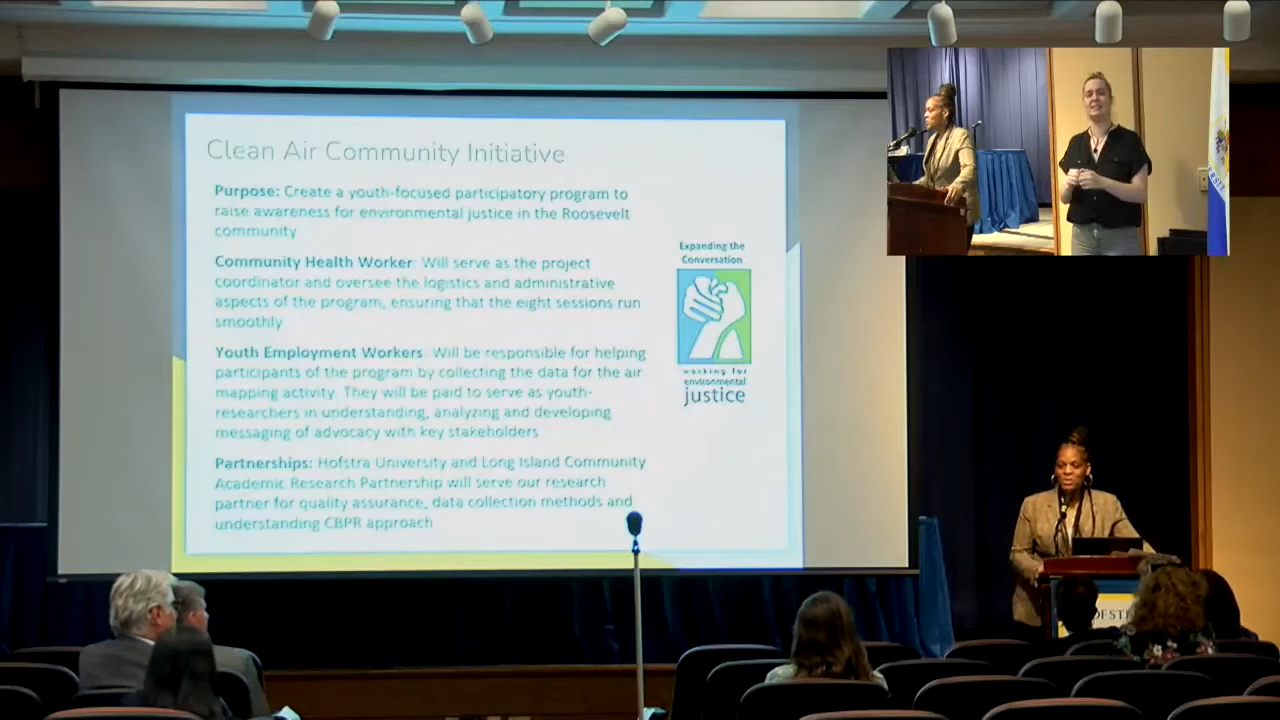 Clean Air Community Initiative
Purpose: Create a youth-focused participatory program to
raise awareness for environmental justice in the Roosevelt
community
Community Health Worker: Will serve as the project
coordinator and oversee the logistics and administrative
aspects of the program, ensuring that the eight sessions run
smoothly
Youth Employment Workers: Will be responsible for helping
participants of the program by collecting the data for the air
mapping activity. They will be paid to serve as youth-
researchers in understanding, analyzing and developing
messaging of advocacy with key stakeholders
Partnerships: Hofstra University and Long Island Community
Academic Research Partnership will serve our research
partner for quality assurance, data collection methods and
understanding CBPR approach
Expanding the
Conversation
working for
environmental
justice